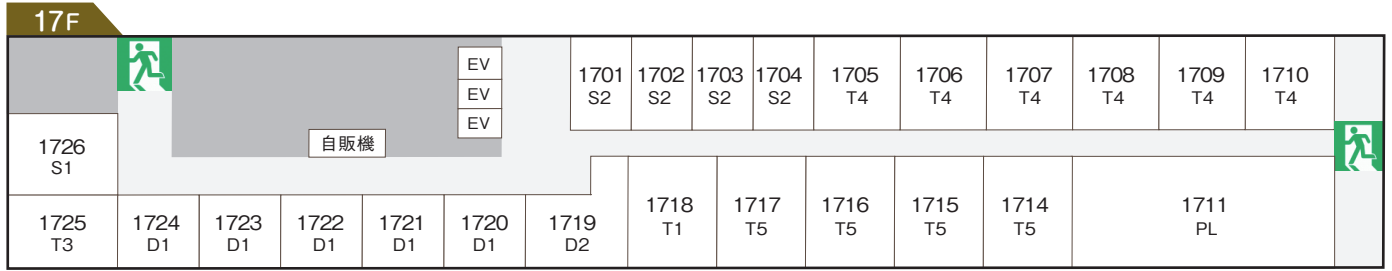 17F
EV
EV
EV
自販機
1701
S2
1702
S2
1703
S2
1704
S2
1705
T4
1706
T4
1707
T4
1708
T4
1709
T4
1710
T4
1726
S1
1725
T3
1724
D1
1723
D1
1722
D1
1721
D1
1720
D1
1719
D2
1718
T1
1717
T5
1716
T5
1715
T5
1714
T5
1711
PL